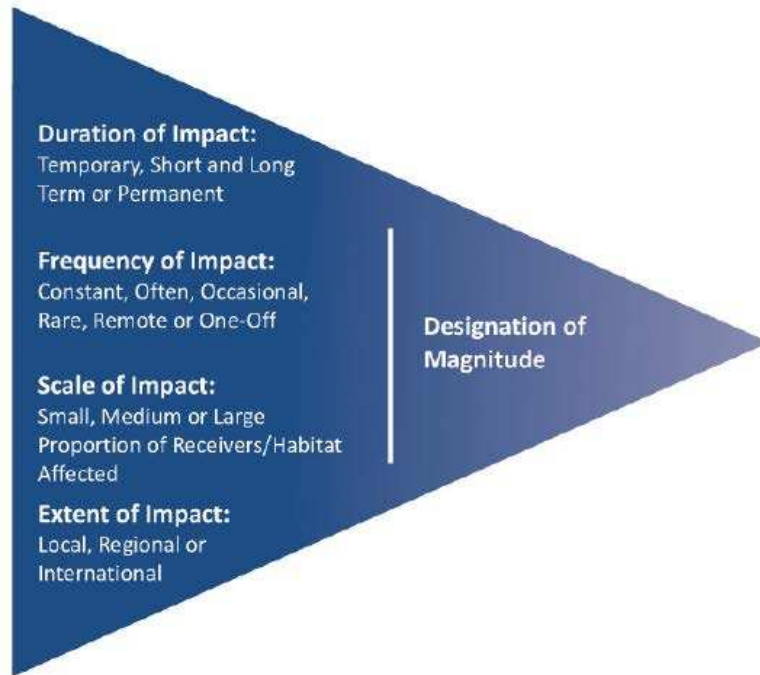 Duration of Impact:
Temporary, Short and Long
Term or Permanent
Frequency of Impact:
Constant, Often, Occasional,
Rare, Remote or One-Off
Scale of Impact:
Small, Medium or Large
Proportion of Receivers/Habitat
Affected
Extent of Impact:
Local, Regional or
International
Designation of
Magnitude